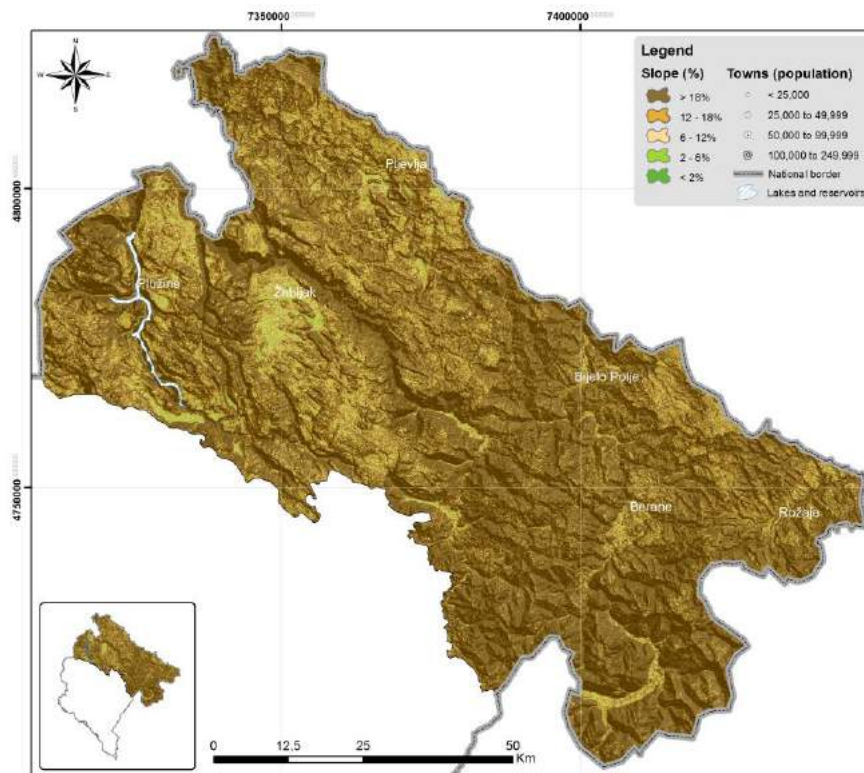 7350000
7400000
N
W
E
S
4800000
4750000
Legend
Slope (%)
> 18%
12 - 18%
6 - 12%
2 - 6%
< 2%
Towns (population)
< 25,000
25,000 to 49,999
50,000 to 99,999
100,000 to 249,999
National border
Lakes and reservoirs
Pljevlja
Plužine
Žabljak
Bijelo Polje
Berane
Rožaje
0 12.5 25 50
Km